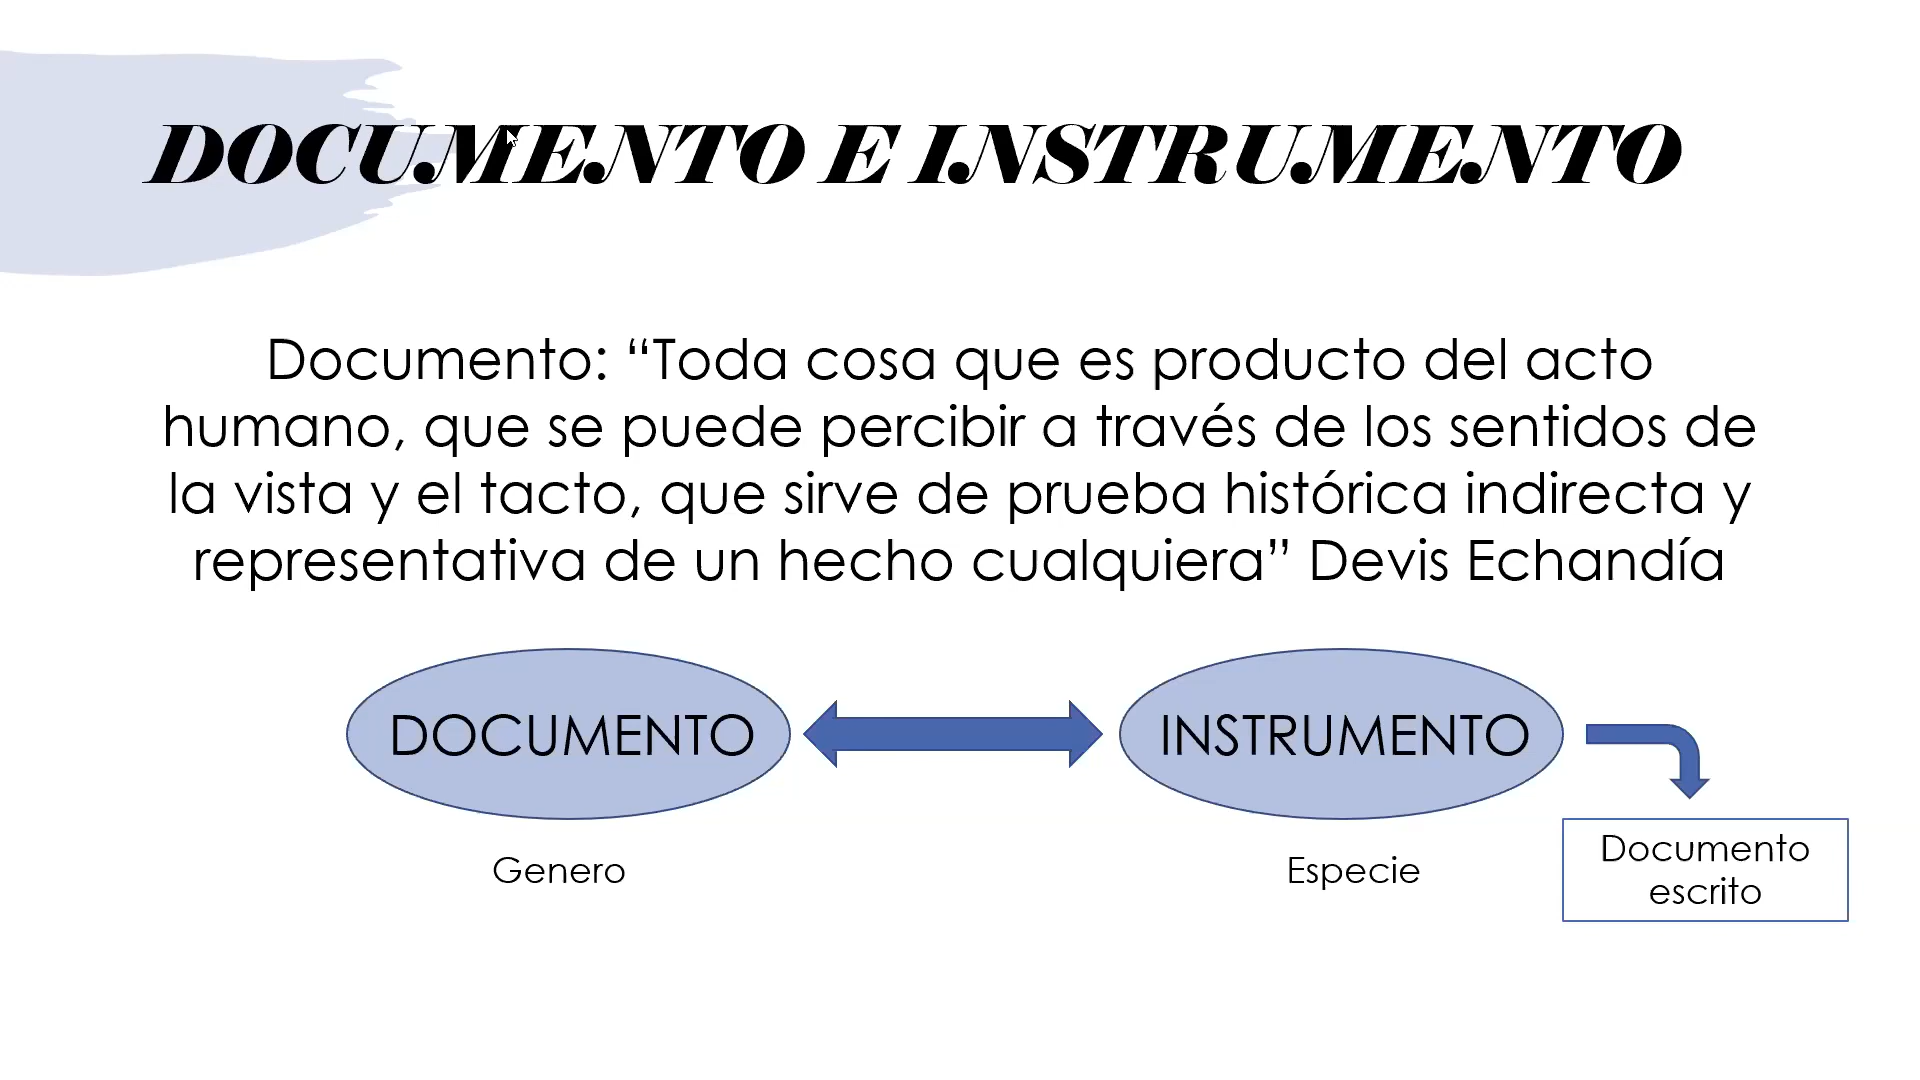 DOCUMENTO E INSTRUMENTO
Documento: “Toda cosa que es producto del acto
humano, que se puede percibir a través de los sentidos de
la vista y el tacto, que sirve de prueba histórica indirecta y
representativa de un hecho cualquiera” Devis Echandía
DOCUMENTO
INSTRUMENTO
Genero
Especie
Documento
escrito